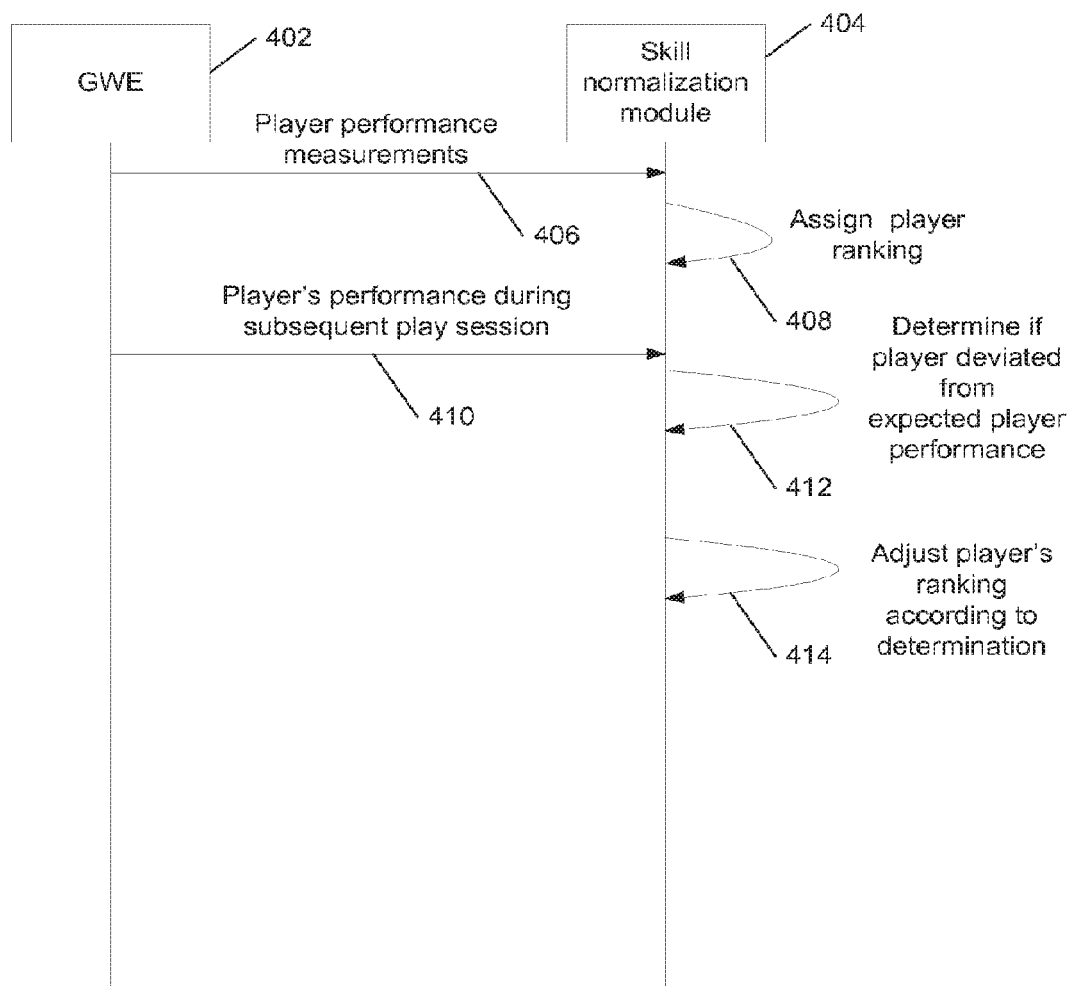 402
404
GWE
Skill
normalization
module
Player performance
measurements
406
Assign player
ranking
408
Player's performance during
subsequent play session
410
Determine if
player deviated
from
expected player
performance
412
Adjust player's
ranking
according to
determination
414